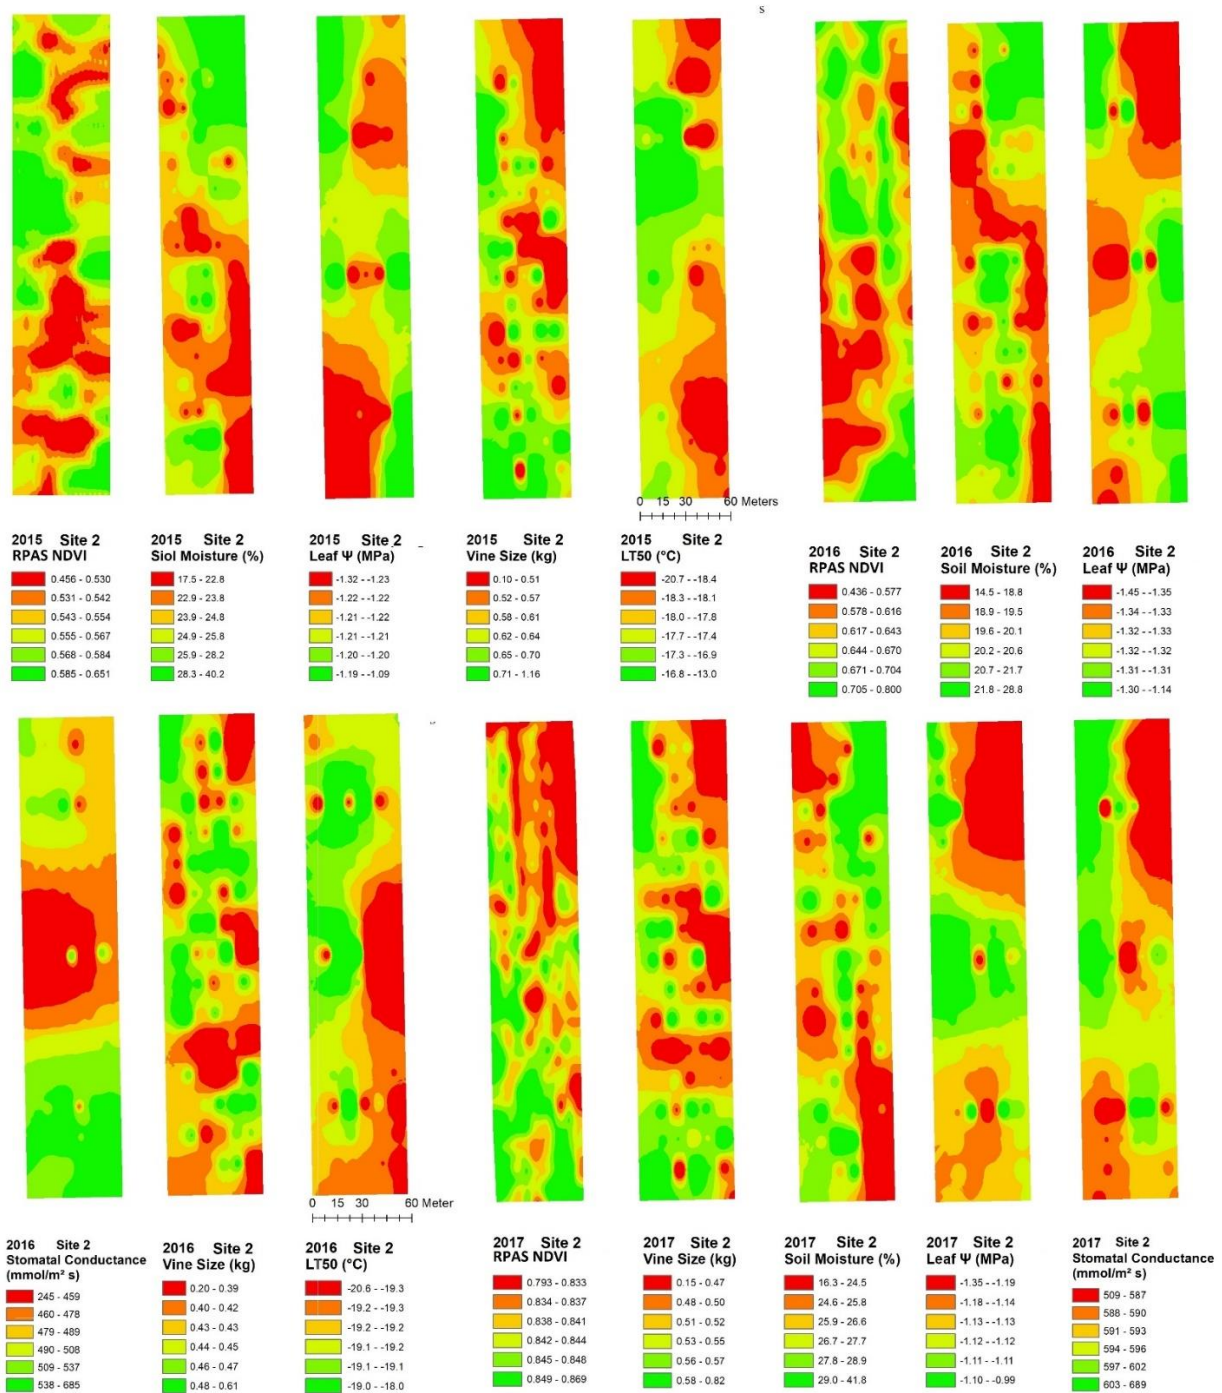 S
0 15 30 60 Meters
2015 Site 2
RPAS NDVI
0.456 - 0.530
0.531 - 0.542
0.543 - 0.554
0.555 - 0.567
0.568 - 0.584
0.585 - 0.651
2015 Site 2
Siol Moisture (%)
17.5 - 22.8
22.9 - 23.8
23.9 - 24.8
24.9 - 25.8
25.9 - 28.2
28.3 - 40.2
2015 Site 2
Leaf Ψ (MPa)
-1.32 - -1.23
-1.22 - -1.22
-1.21 - -1.22
-1.21 - -1.21
-1.20 - -1.20
-1.19 - -1.09
2015 Site 2
Vine Size (kg)
0.10 - 0.51
0.52 - 0.57
0.58 - 0.61
0.62 - 0.64
0.65 - 0.70
0.71 - 1.16
2015 Site 2
LT50 (°C)
-20.7 - -18.4
-18.3 - -18.1
-18.0 - -17.8
-17.7 - -17.4
-17.3 - -16.9
-16.8 - -13.0
2016 Site 2
RPAS NDVI
0.436 - 0.577
0.578 - 0.616
0.617 - 0.643
0.644 - 0.670
0.671 - 0.704
0.705 - 0.800
2016 Site 2
Soil Moisture (%)
14.5 - 18.8
18.9 - 19.5
19.6 - 20.1
20.2 - 20.6
20.7 - 21.7
21.8 - 28.8
2016 Site 2
Leaf Ψ (MPa)
-1.45 - -1.35
-1.34 - -1.33
-1.32 - -1.33
-1.32 - -1.32
-1.31 - -1.31
-1.30 - -1.14
0 15 30 60 Meter
2016 Site 2
Stomatal Conductance
(mmol/m² s)
245 - 459
460 - 478
479 - 489
490 - 508
509 - 537
538 - 685
2016 Site 2
Vine Size (kg)
0.20 - 0.39
0.40 - 0.42
0.43 - 0.43
0.44 - 0.45
0.46 - 0.47
0.48 - 0.61
2016 Site 2
LT50 (°C)
-20.6 - -19.3
-19.2 - -19.3
-19.2 - -19.2
-19.1 - -19.2
-19.1 - -19.1
-19.0 - -18.0
2017 Site 2
RPAS NDVI
0.793 - 0.833
0.834 - 0.837
0.838 - 0.841
0.842 - 0.844
0.845 - 0.848
0.849 - 0.869
2017 Site 2
Vine Size (kg)
0.15 - 0.47
0.48 - 0.50
0.51 - 0.52
0.53 - 0.55
0.56 - 0.57
0.58 - 0.82
2017 Site 2
Soil Moisture (%)
16.3 - 24.5
24.6 - 25.8
25.9 - 26.6
26.7 - 27.7
27.8 - 28.9
29.0 - 41.8
2017 Site 2
Leaf Ψ (MPa)
-1.35 - -1.19
-1.18 - -1.14
-1.13 - -1.13
-1.12 - -1.12
-1.11 - -1.11
-1.10 - -0.99
2017 Site 2
Stomatal Conductance
(mmol/m² s)
509 - 587
588 - 590
591 - 593
594 - 596
597 - 602
603 - 689